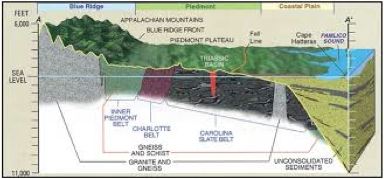 Blue Ridge
Piedmont
Coastal Plain
FEET
A
A'
6,000
APPALACHIAN MOUNTAINS
BLUE RIDGE FRONT
PIEDMONT PLATEAU
Fall
Line
Cape
Hatteras
PAMLICO
SOUND
TRIASSIC
BASIN
SEA
LEVEL
INNER
PIEDMONT
BELT
CHARLOTTE
BELT
CAROLINA
SLATE BELT
GNEISS
AND SCHIST
GRANITE AND
GNEISS
UNCONSOLIDATED
SEDIMENTS
11,000